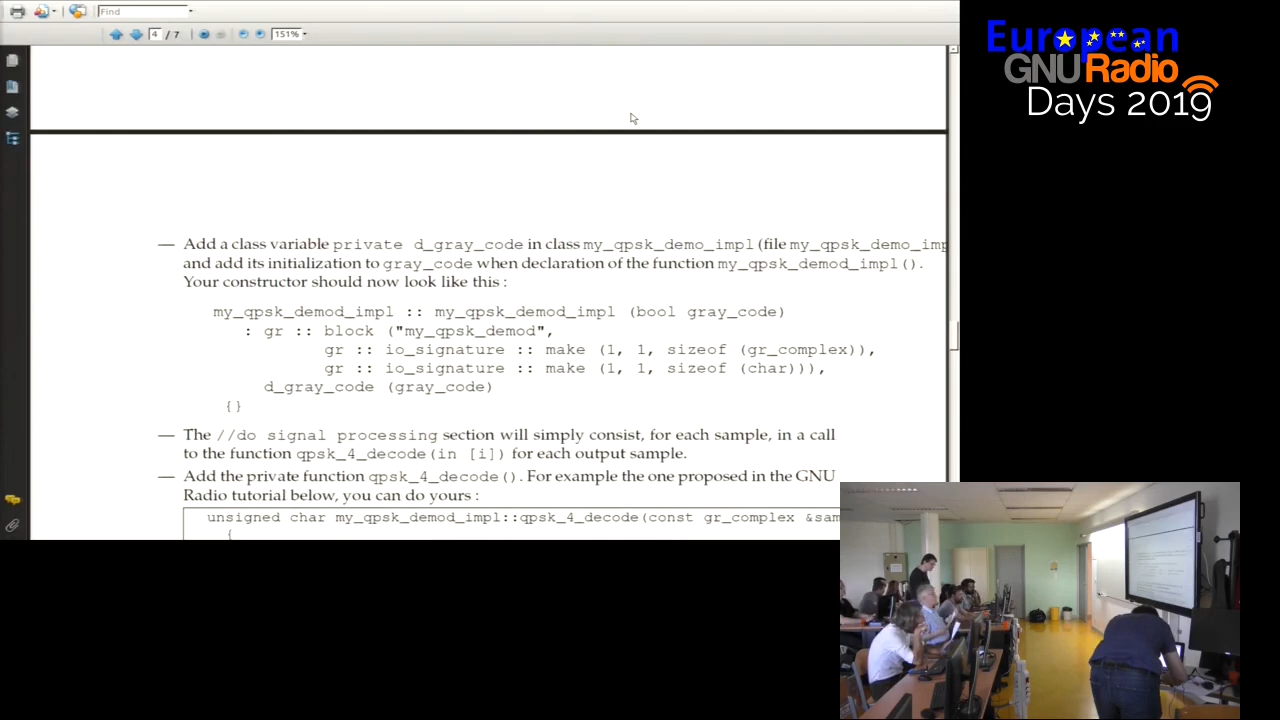 Find
4 / 7
151%
European
GNURadio
Days 2019
— Add a class variable private d_gray_code in class my_qpsk_demo_impl (file my_qpsk_demo_imp
and add its initialization to gray_code when declaration of the function my_qpsk_demod_impl().
Your constructor should now look like this :
my_qpsk_demod_impl :: my_qpsk_demod_impl (bool gray_code)
: gr :: block ("my_qpsk_demod",
gr :: io_signature :: make (1, 1, sizeof (gr_complex)),
gr :: io_signature :: make (1, 1, sizeof (char))),
d_gray_code (gray_code)
{}
— The //do signal processing section will simply consist, for each sample, in a call
to the function qpsk_4_decode(in [i]) for each output sample.
— Add the private function qpsk_4_decode(). For example the one proposed in the GNU
Radio tutorial below, you can do yours :
unsigned char my_qpsk_demod_impl::qpsk_4_decode(const gr_complex &sam
{